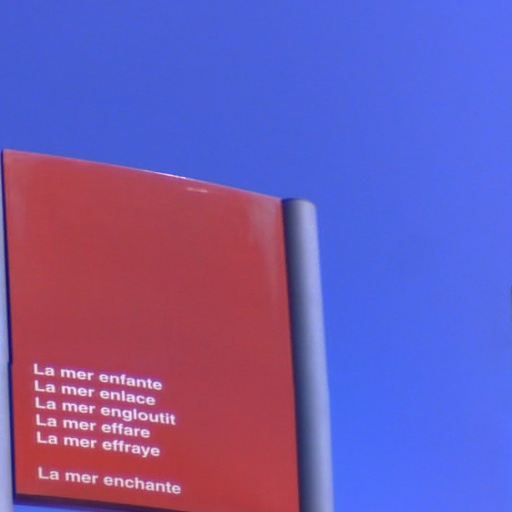 La mer enfante
La mer enlace
La mer engloutit
La mer effare
La mer effraye
La mer enchante